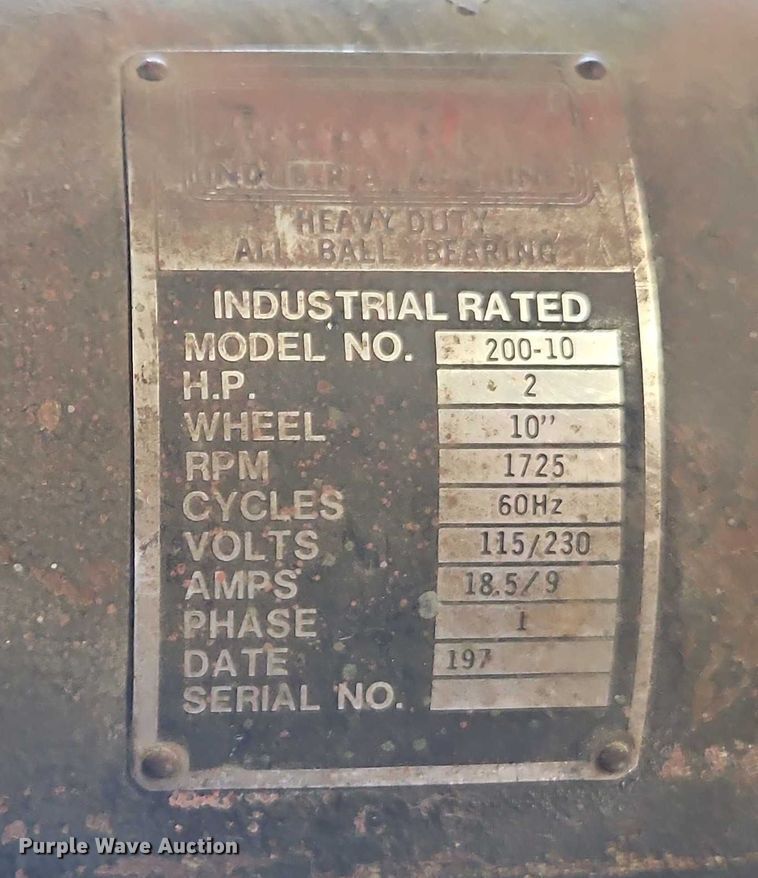 HEAVY DUTY
ALL BALL BEARING
INDUSTRIAL RATED
MODEL NO. 200-10
H.P. 2
WHEEL 10"
RPM 1725
CYCLES 60Hz
VOLTS 115/230
AMPS 18.5/9
PHASE 1
DATE 197
SERIAL NO.
Purple Wave Auction